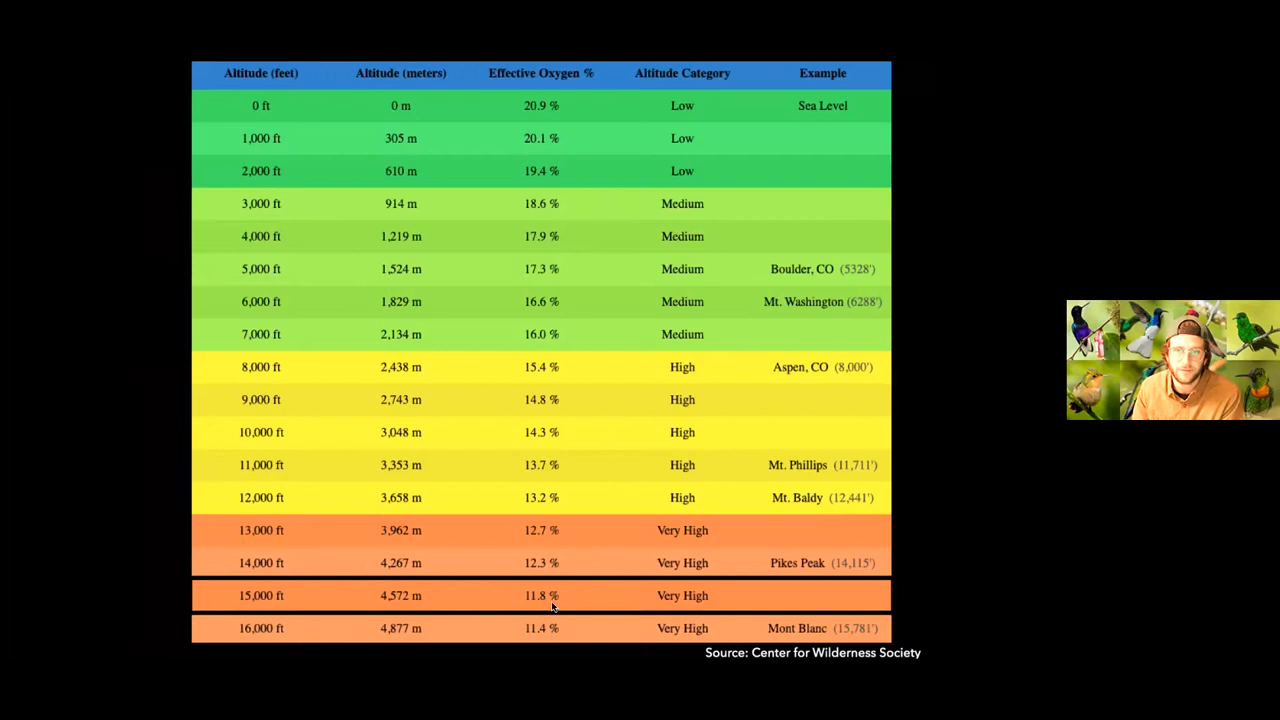 Altitude (feet) Altitude (meters) Effective Oxygen % Altitude Category Example
0 ft 0 m 20.9 % Low Sea Level
1,000 ft 305 m 20.1 % Low
2,000 ft 610 m 19.4 % Low
3,000 ft 914 m 18.6 % Medium
4,000 ft 1,219 m 17.9 % Medium
5,000 ft 1,524 m 17.3 % Medium Boulder, CO (5328')
6,000 ft 1,829 m 16.6 % Medium Mt. Washington (6288')
7,000 ft 2,134 m 16.0 % Medium
8,000 ft 2,438 m 15.4 % High Aspen, CO (8,000')
9,000 ft 2,743 m 14.8 % High
10,000 ft 3,048 m 14.3 % High
11,000 ft 3,353 m 13.7 % High Mt. Phillips (11,711')
12,000 ft 3,658 m 13.2 % High Mt. Baldy (12,441')
13,000 ft 3,962 m 12.7 % Very High
14,000 ft 4,267 m 12.3 % Very High Pikes Peak (14,115')
15,000 ft 4,572 m 11.8 % Very High
16,000 ft 4,877 m 11.4 % Very High Mont Blanc (15,781')
Source: Center for Wilderness Society